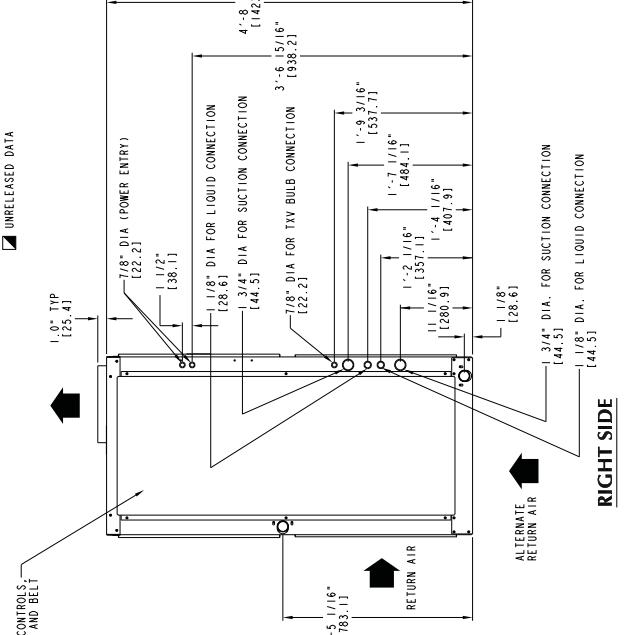 UNRELEASED DATA
4'-8
[142
3'-6 15/16"
[938.2]
1'-9 3/16"
[537.7]
1'-7 1/16"
[484.1]
1'-4 1/16"
[407.9]
1'-2 1/16"
[357.1]
11 1/16"
[280.9]
1 1/8"
[28.6]
1.0" TYP
[25.4]
7/8" DIA (POWER ENTRY)
[22.2]
1 1/2"
[38.1]
1 1/8" DIA FOR LIQUID CONNECTION
[28.6]
1 3/4" DIA FOR SUCTION CONNECTION
[44.5]
7/8" DIA FOR TXV BULB CONNECTION
[22.2]
1 3/4" DIA. FOR SUCTION CONNECTION
[44.5]
1 1/8" DIA. FOR LIQUID CONNECTION
[44.5]
CONTROLS,
AND BELT
-5 1/16"
783.1]
RETURN AIR
ALTERNATE
RETURN AIR
RIGHT SIDE